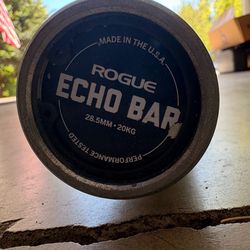 MADE IN THE U.S.A.
ROGUE
ECHO BAR
28.5MM • 20KG
PERFORMANCE TESTED